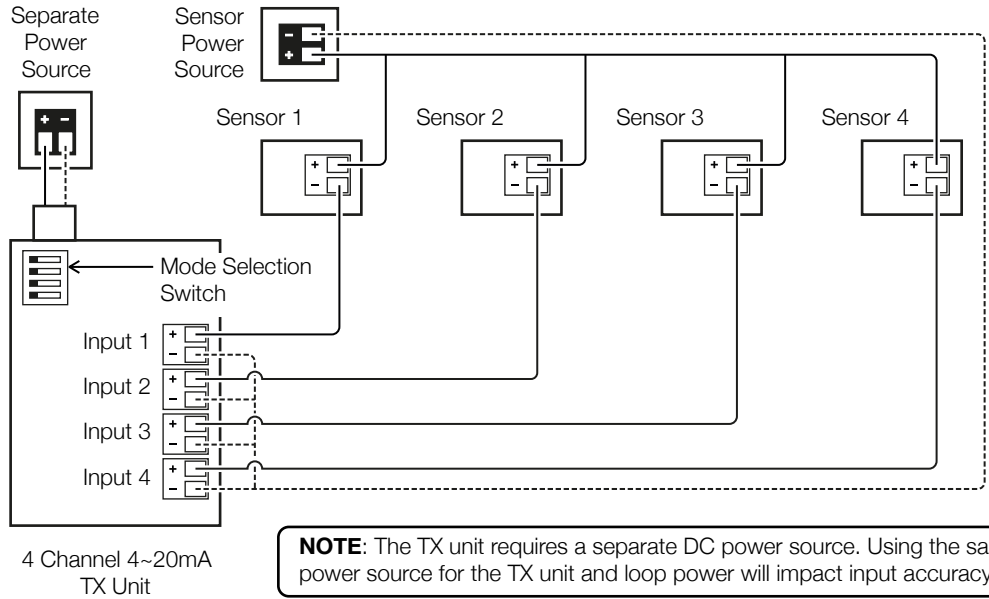 Separate
Power
Source
Sensor
Power
Source
-
+
+ -
Sensor 1
Sensor 2
Sensor 3
Sensor 4
+
-
+
-
+
-
+
-
Mode Selection
Switch
Input 1
+
-
Input 2
+
-
Input 3
+
-
Input 4
+
-
4 Channel 4~20mA
TX Unit
NOTE: The TX unit requires a separate DC power source. Using the sa
power source for the TX unit and loop power will impact input accuracy